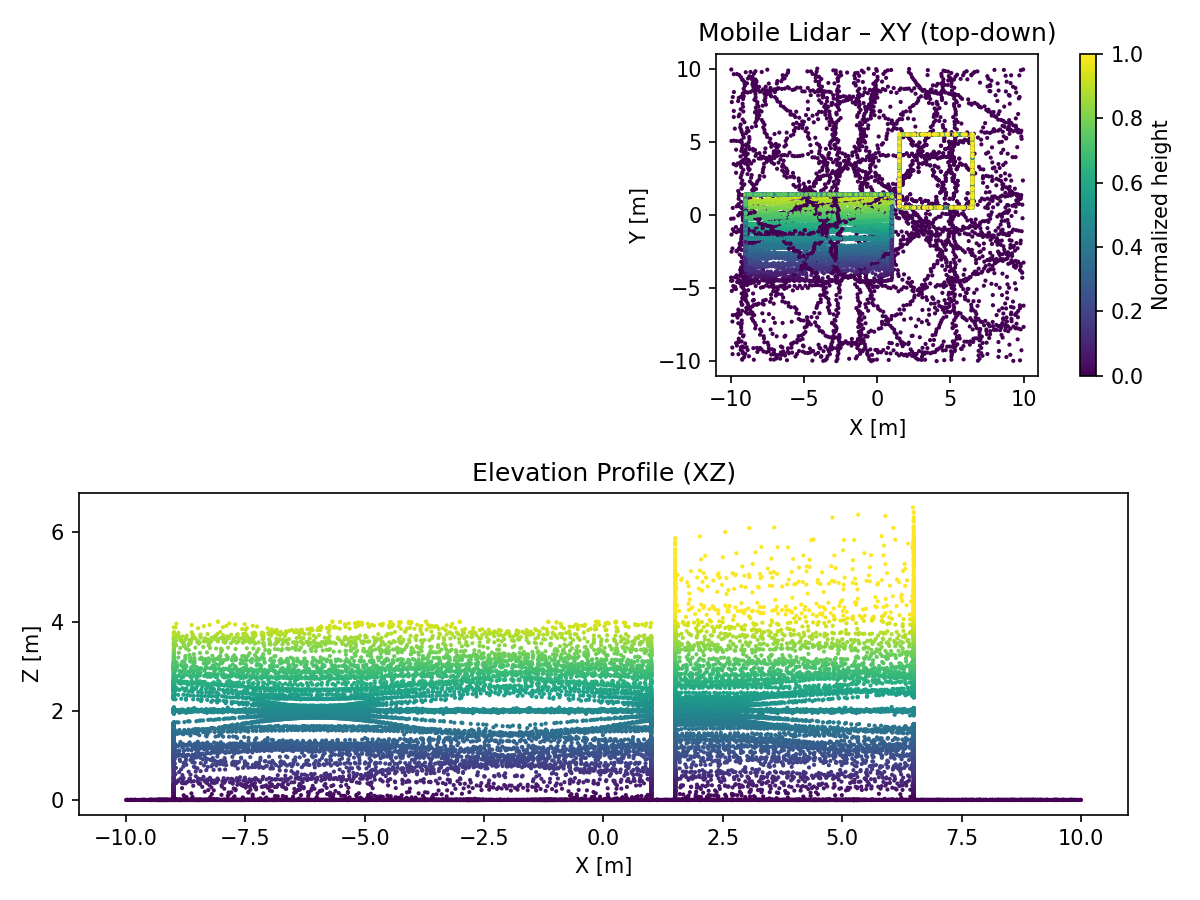 Mobile Lidar – XY (top-down)
10
5
0
−5
−10
Y [m]
−10 −5 0 5 10
X [m]
1.0
0.8
0.6
0.4
0.2
0.0
Normalized height
Elevation Profile (XZ)
6
4
2
0
Z [m]
−10.0 −7.5 −5.0 −2.5 0.0 2.5 5.0 7.5 10.0
X [m]